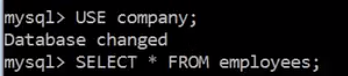 mysql> USE company;
Database changed
mysql> SELECT * FROM employees;